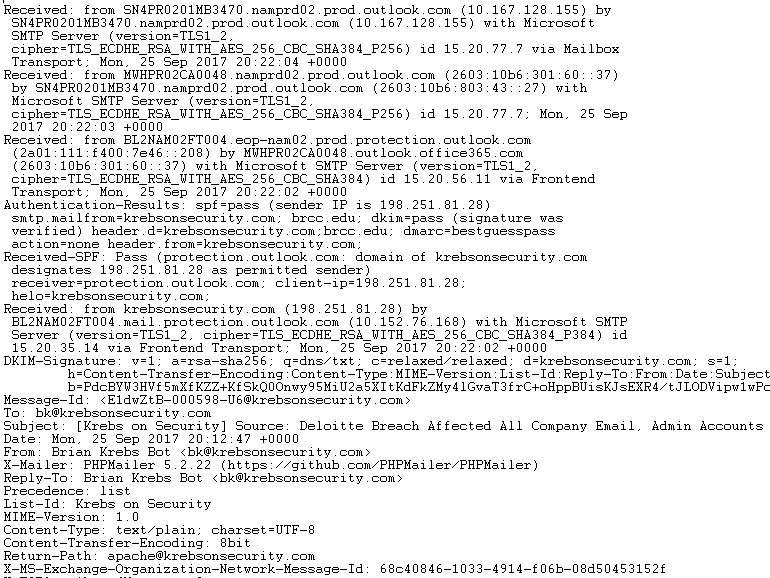 Received: from SN4PR0201MB3470.namprd02.prod.outlook.com (10.167.128.155) by
SN4PR0201MB3470.namprd02.prod.outlook.com (10.167.128.155) with Microsoft
SMTP Server (version=TLS1_2,
cipher=TLS_ECDHE_RSA_WITH_AES_256_CBC_SHA384_P256) id 15.20.77.7 via Mailbox
Transport; Mon, 25 Sep 2017 20:22:04 +0000
Received: from MWHPR02CA0048.namprd02.prod.outlook.com (2603:10b6:301:60::37)
by SN4PR0201MB3470.namprd02.prod.outlook.com (2603:10b6:803:43::27) with
Microsoft SMTP Server (version=TLS1_2,
cipher=TLS_ECDHE_RSA_WITH_AES_256_CBC_SHA384_P256) id 15.20.77.7; Mon, 25 Sep
2017 20:22:03 +0000
Received: from BL2NAM02FT004.eop-nam02.prod.protection.outlook.com
(2a01:111:f400:7e46::208) by MWHPR02CA0048.outlook.office365.com
(2603:10b6:301:60::37) with Microsoft SMTP Server (version=TLS1_2,
cipher=TLS_ECDHE_RSA_WITH_AES_256_CBC_SHA384) id 15.20.56.11 via Frontend
Transport; Mon, 25 Sep 2017 20:22:02 +0000
Authentication-Results: spf=pass (sender IP is 198.251.81.28)
smtp.mailfrom=krebsonsecurity.com; brcc.edu; dkim=pass (signature was
verified) header.d=krebsonsecurity.com;brcc.edu; dmarc=bestguesspass
action=none header.from=krebsonsecurity.com;
Received-SPF: Pass (protection.outlook.com: domain of krebsonsecurity.com
designates 198.251.81.28 as permitted sender)
receiver=protection.outlook.com; client-ip=198.251.81.28;
helo=krebsonsecurity.com;
Received: from krebsonsecurity.com (198.251.81.28) by
BL2NAM02FT004.mail.protection.outlook.com (10.152.76.168) with Microsoft SMTP
Server (version=TLS1_2, cipher=TLS_ECDHE_RSA_WITH_AES_256_CBC_SHA384_P384) id
15.20.35.14 via Frontend Transport; Mon, 25 Sep 2017 20:22:02 +0000
DKIM-Signature: v=1; a=rsa-sha256; q=dns/txt; c=relaxed/relaxed; d=krebsonsecurity.com; s=1;
h=Content-Transfer-Encoding:Content-Type:MIME-Version:List-Id:Reply-To:From:Date:Subject
b=PdcBYW3HVf5mXfKZZ+KfSkQ0Onwy95MiU2a5XItKdFkZMy4lGvaT3frC+oHppBUisKJsEXR4/tJLODVipw1wPc
Message-Id: <E1dwZtB-000598-U6@krebsonsecurity.com>
To: bk@krebsonsecurity.com
Subject: [Krebs on Security] Source: Deloitte Breach Affected All Company Email, Admin Accounts
Date: Mon, 25 Sep 2017 20:12:47 +0000
From: Brian Krebs Bot <bk@krebsonsecurity.com>
X-Mailer: PHPMailer 5.2.22 (https://github.com/PHPMailer/PHPMailer)
Reply-To: Brian Krebs Bot <bk@krebsonsecurity.com>
Precedence: list
List-Id: Krebs on Security
MIME-Version: 1.0
Content-Type: text/plain; charset=UTF-8
Content-Transfer-Encoding: 8bit
Return-Path: apache@krebsonsecurity.com
X-MS-Exchange-Organization-Network-Message-Id: 68c40846-1033-4914-f06b-08d50453152f